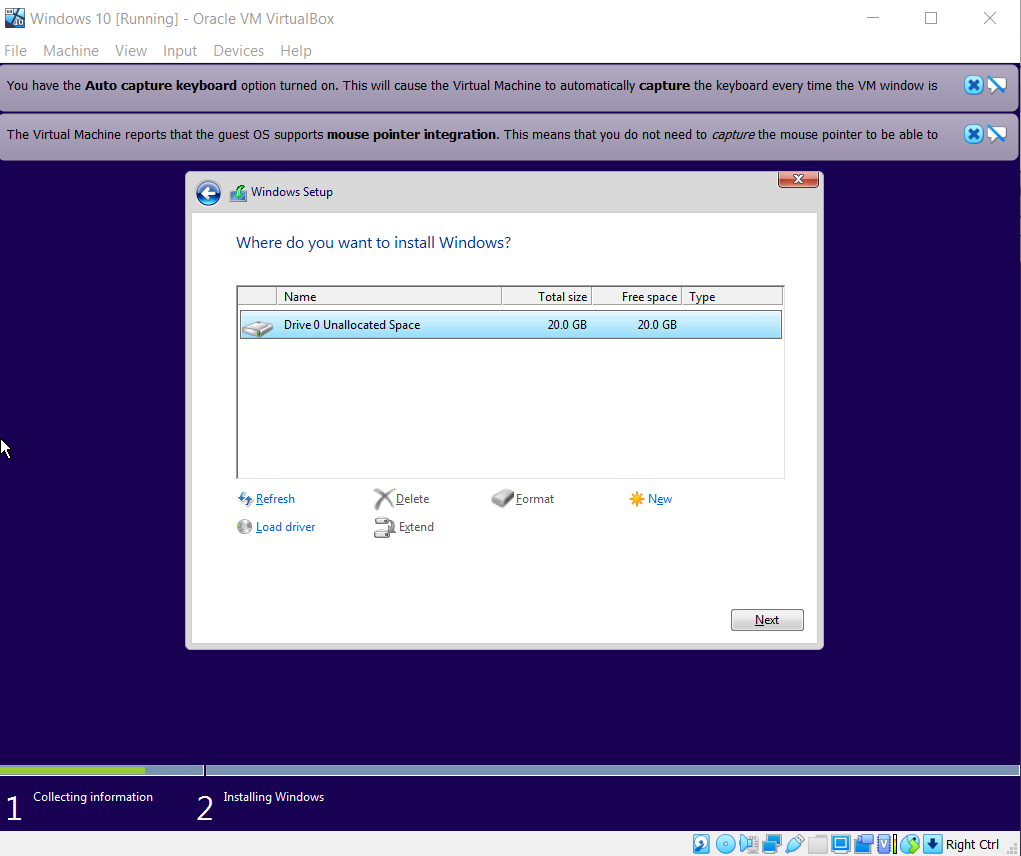 Windows 10 [Running] - Oracle VM VirtualBox
File Machine View Input Devices Help
You have the Auto capture keyboard option turned on. This will cause the Virtual Machine to automatically capture the keyboard every time the VM window is
The Virtual Machine reports that the guest OS supports mouse pointer integration. This means that you do not need to capture the mouse pointer to be able to
Windows Setup
Where do you want to install Windows?
Name Total size Free space Type
Drive 0 Unallocated Space 20.0 GB 20.0 GB
Refresh Delete Format New
Load driver Extend
Next
1 Collecting information 2 Installing Windows
Right Ctrl